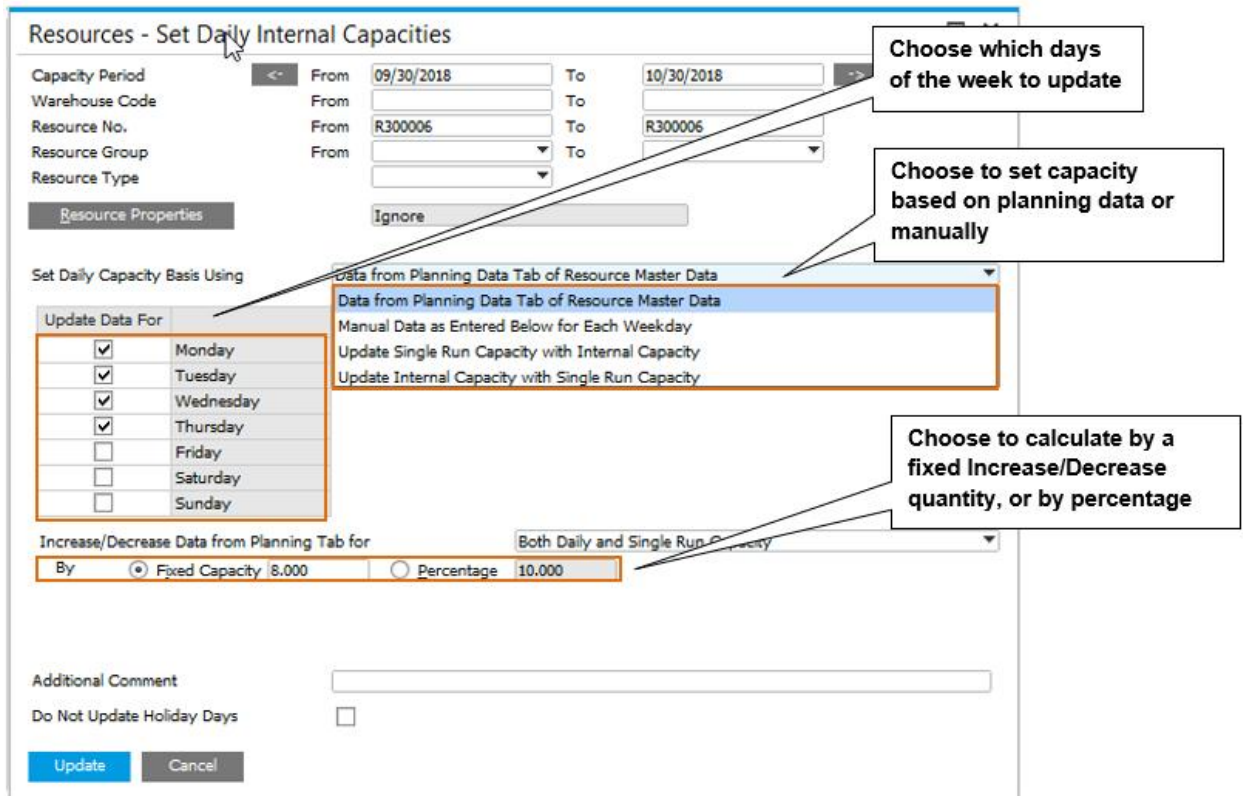 Resources - Set Daily Internal Capacities
Choose which days
of the week to update
Capacity Period <- From 09/30/2018 To 10/30/2018 ->
Warehouse Code From To
Resource No. From R300006 To R300006
Resource Group From To
Resource Type
Choose to set capacity
based on planning data or
manually
Resource Properties Ignore
Set Daily Capacity Basis Using Data from Planning Data Tab of Resource Master Data
Data from Planning Data Tab of Resource Master Data
Manual Data as Entered Below for Each Weekday
Update Single Run Capacity with Internal Capacity
Update Internal Capacity with Single Run Capacity
Update Data For
Monday
Tuesday
Wednesday
Thursday
Friday
Saturday
Sunday
Choose to calculate by a
fixed Increase/Decrease
quantity, or by percentage
Increase/Decrease Data from Planning Tab for Both Daily and Single Run Capacity
By Fixed Capacity 8.000 Percentage 10.000
Additional Comment
Do Not Update Holiday Days
Update Cancel